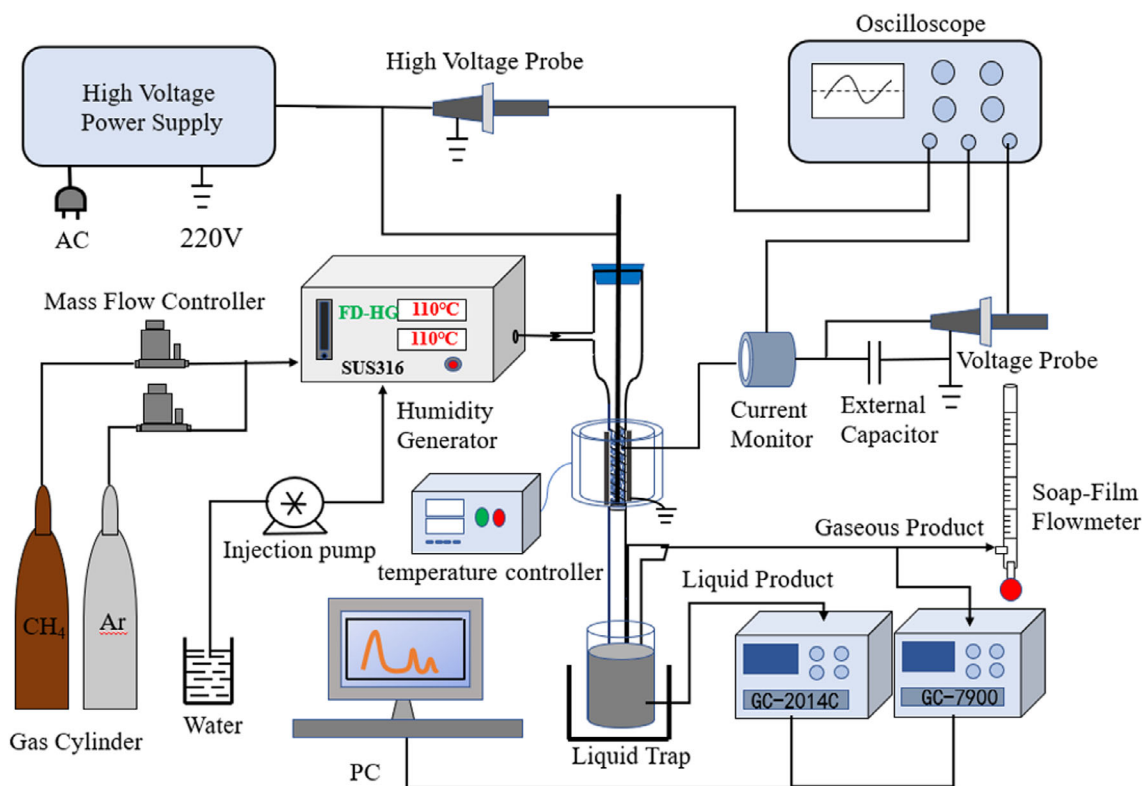 Oscilloscope
High Voltage Probe
High Voltage
Power Supply
AC
220V
Mass Flow Controller
FD-HG
110℃
110℃
SUS316
Humidity
Generator
Current
Monitor
External
Capacitor
Voltage Probe
Soap-Film
Flowmeter
Injection pump
temperature controller
Gaseous Product
Liquid Product
CH₄
Ar
Water
Gas Cylinder
PC
Liquid Trap
GC-2014C
GC-7900